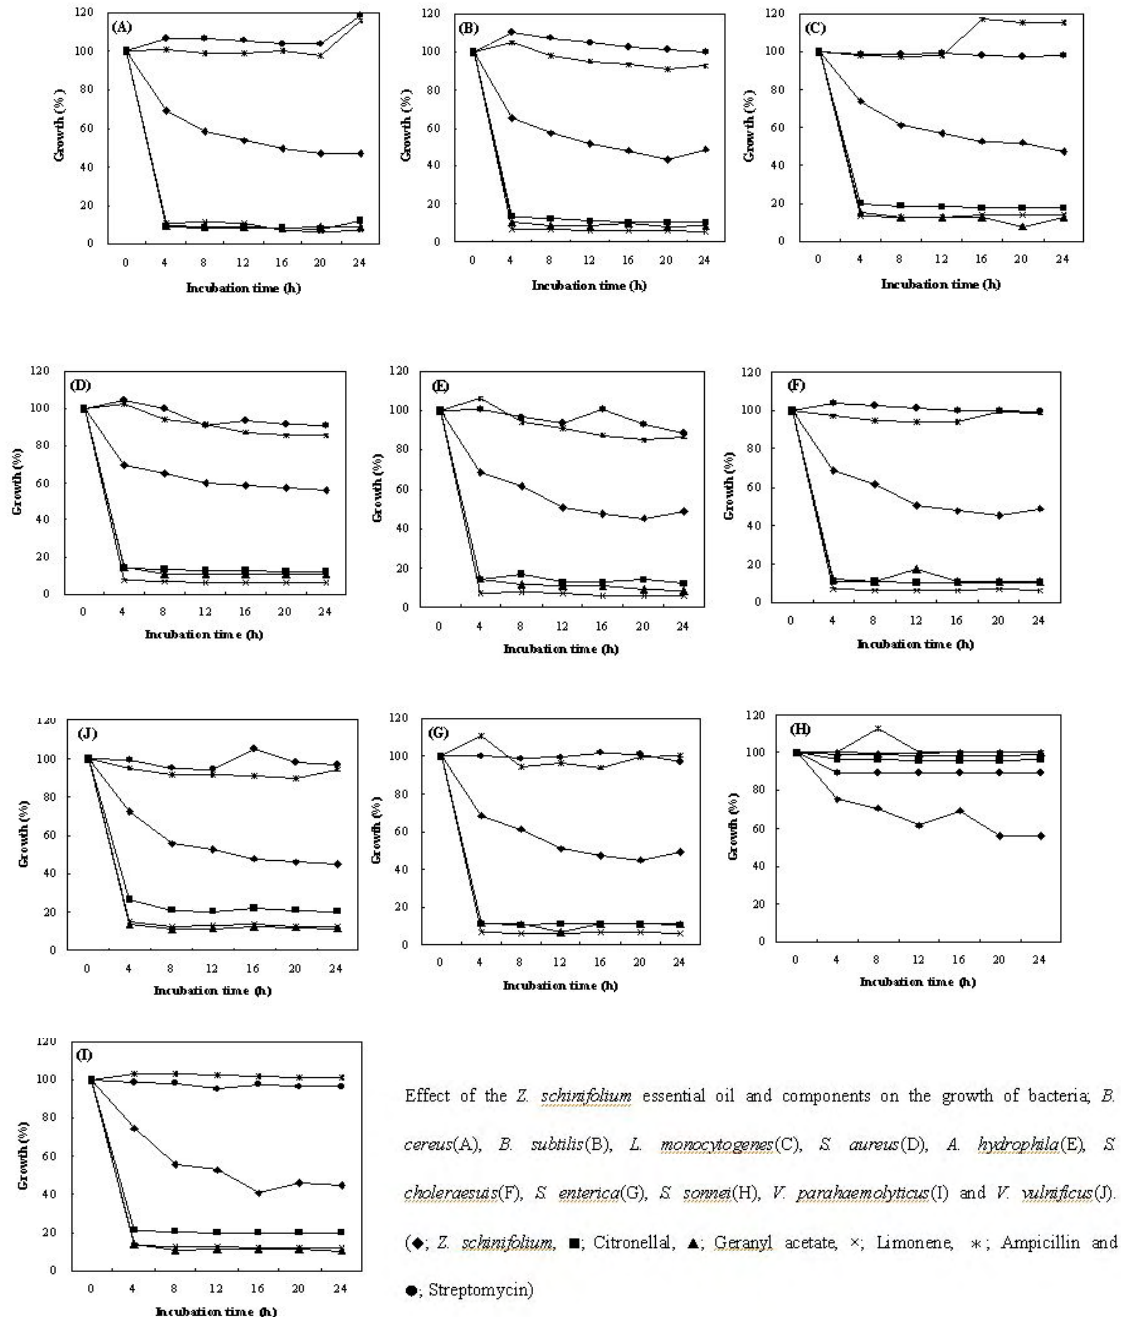 (A)
Growth (%)
120
100
80
60
40
20
0
0 4 8 12 16 20 24
Incubation time (h)
(B)
Growth (%)
120
100
80
60
40
20
0
0 4 8 12 16 20 24
Incubation time (h)
(C)
Growth (%)
120
100
80
60
40
20
0
0 4 8 12 16 20 24
Incubation time (h)
(D)
Growth (%)
120
100
80
60
40
20
0
0 4 8 12 16 20 24
Incubation time (h)
(E)
Growth (%)
120
100
80
60
40
20
0
0 4 8 12 16 20 24
Incubation time (h)
(F)
Growth (%)
120
100
80
60
40
20
0
0 4 8 12 16 20 24
Incubation time (h)
(J)
Growth (%)
120
100
80
60
40
20
0
0 4 8 12 16 20 24
Incubation time (h)
(G)
Growth (%)
120
100
80
60
40
20
0
0 4 8 12 16 20 24
Incubation time (h)
(H)
Growth (%)
120
100
80
60
40
20
0
0 4 8 12 16 20 24
Incubation time (h)
(I)
Growth (%)
120
100
80
60
40
20
0
0 4 8 12 16 20 24
Incubation time (h)
Effect of the Z. schinifolium essential oil and components on the growth of bacteria; B.
cereus(A), B. subtilis(B), L. monocytogenes(C), S. aureus(D), A. hydrophila(E), S.
choleraesuis(F), S. enterica(G), S. sonnei(H), V. parahaemolyticus(I) and V. vulnificus(J).
(◆; Z. schinifolium, ■; Citronellal, ▲; Geranyl acetate, ×; Limonene, ∗; Ampicillin and
●; Streptomycin)